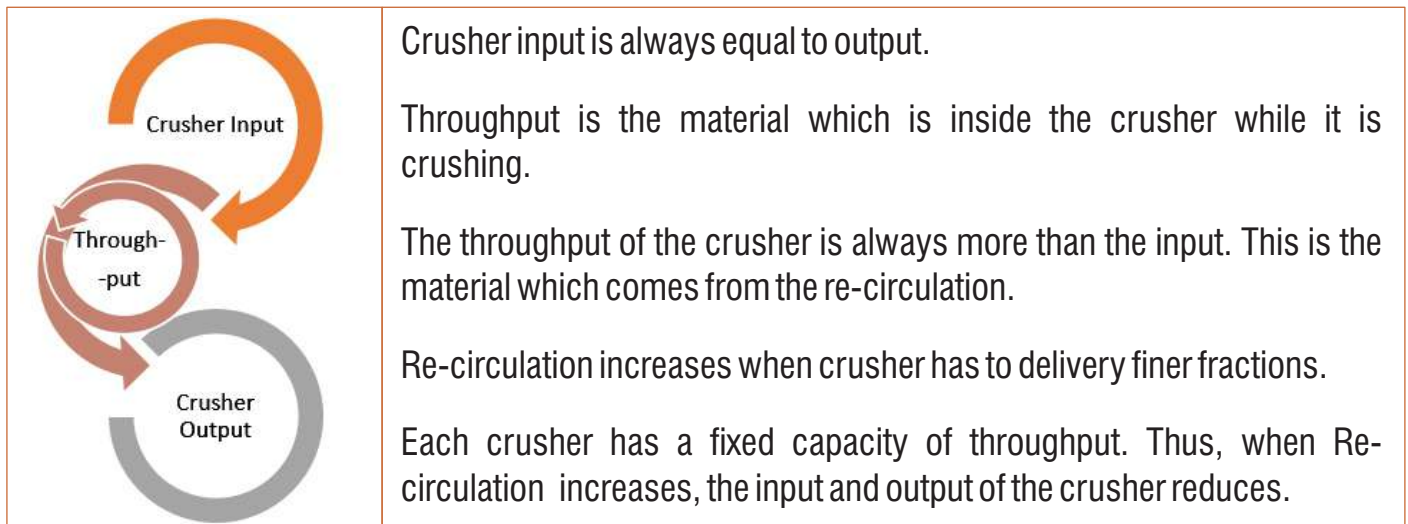 Crusher Input
Through-
-put
Crusher
Output
Crusher input is always equal to output.
Throughput is the material which is inside the crusher while it is
crushing.
The throughput of the crusher is always more than the input. This is the
material which comes from the re-circulation.
Re-circulation increases when crusher has to delivery finer fractions.
Each crusher has a fixed capacity of throughput. Thus, when Re-
circulation increases, the input and output of the crusher reduces.